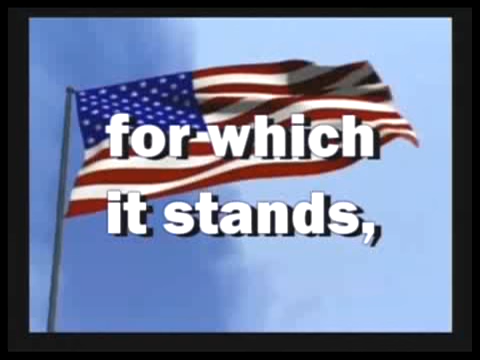 for which
it stands,